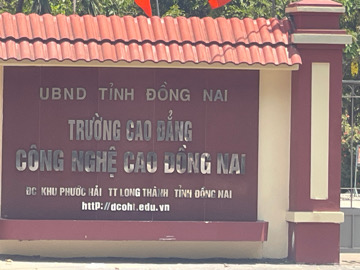 UBND TỈNH ĐỒNG NAI
TRƯỜNG CAO ĐẲNG
CÔNG NGHỆ CAO ĐỒNG NAI
ĐC: KHU PHƯỚC HẢI TT LONG THÀNH TỈNH ĐỒNG NAI
http://dcoht.edu.vn